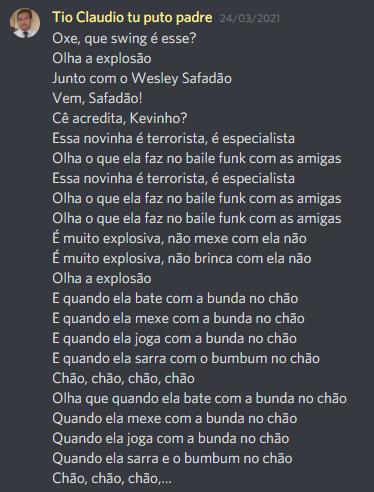 Tio Claudio tu puto padre 24/03/2021
Oxe, que swing é esse?
Olha a explosão
Junto com o Wesley Safadão
Vem, Safadão!
Cê acredita, Kevinho?
Essa novinha é terrorista, é especialista
Olha o que ela faz no baile funk com as amigas
Essa novinha é terrorista, é especialista
Olha o que ela faz no baile funk com as amigas
Olha o que ela faz no baile funk com as amigas
É muito explosiva, não mexe com ela não
É muito explosiva, não brinca com ela não
Olha a explosão
E quando ela bate com a bunda no chão
E quando ela mexe com a bunda no chão
E quando ela joga com a bunda no chão
E quando ela sarra com o bumbum no chão
Chão, chão, chão, chão
Olha que quando ela bate com a bunda no chão
Quando ela mexe com a bunda no chão
Quando ela joga com a bunda no chão
Quando ela sarra e o bumbum no chão
Chão, chão, chão,...